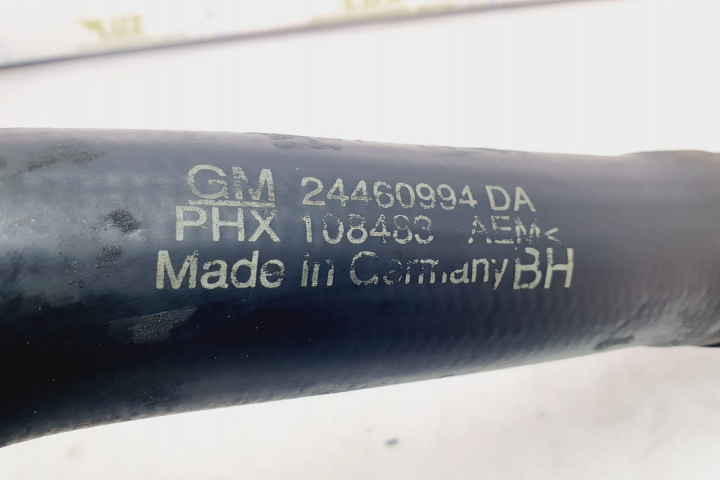 GM 24460994 DA
PHX 108483 AEM<
Made in Germany BH